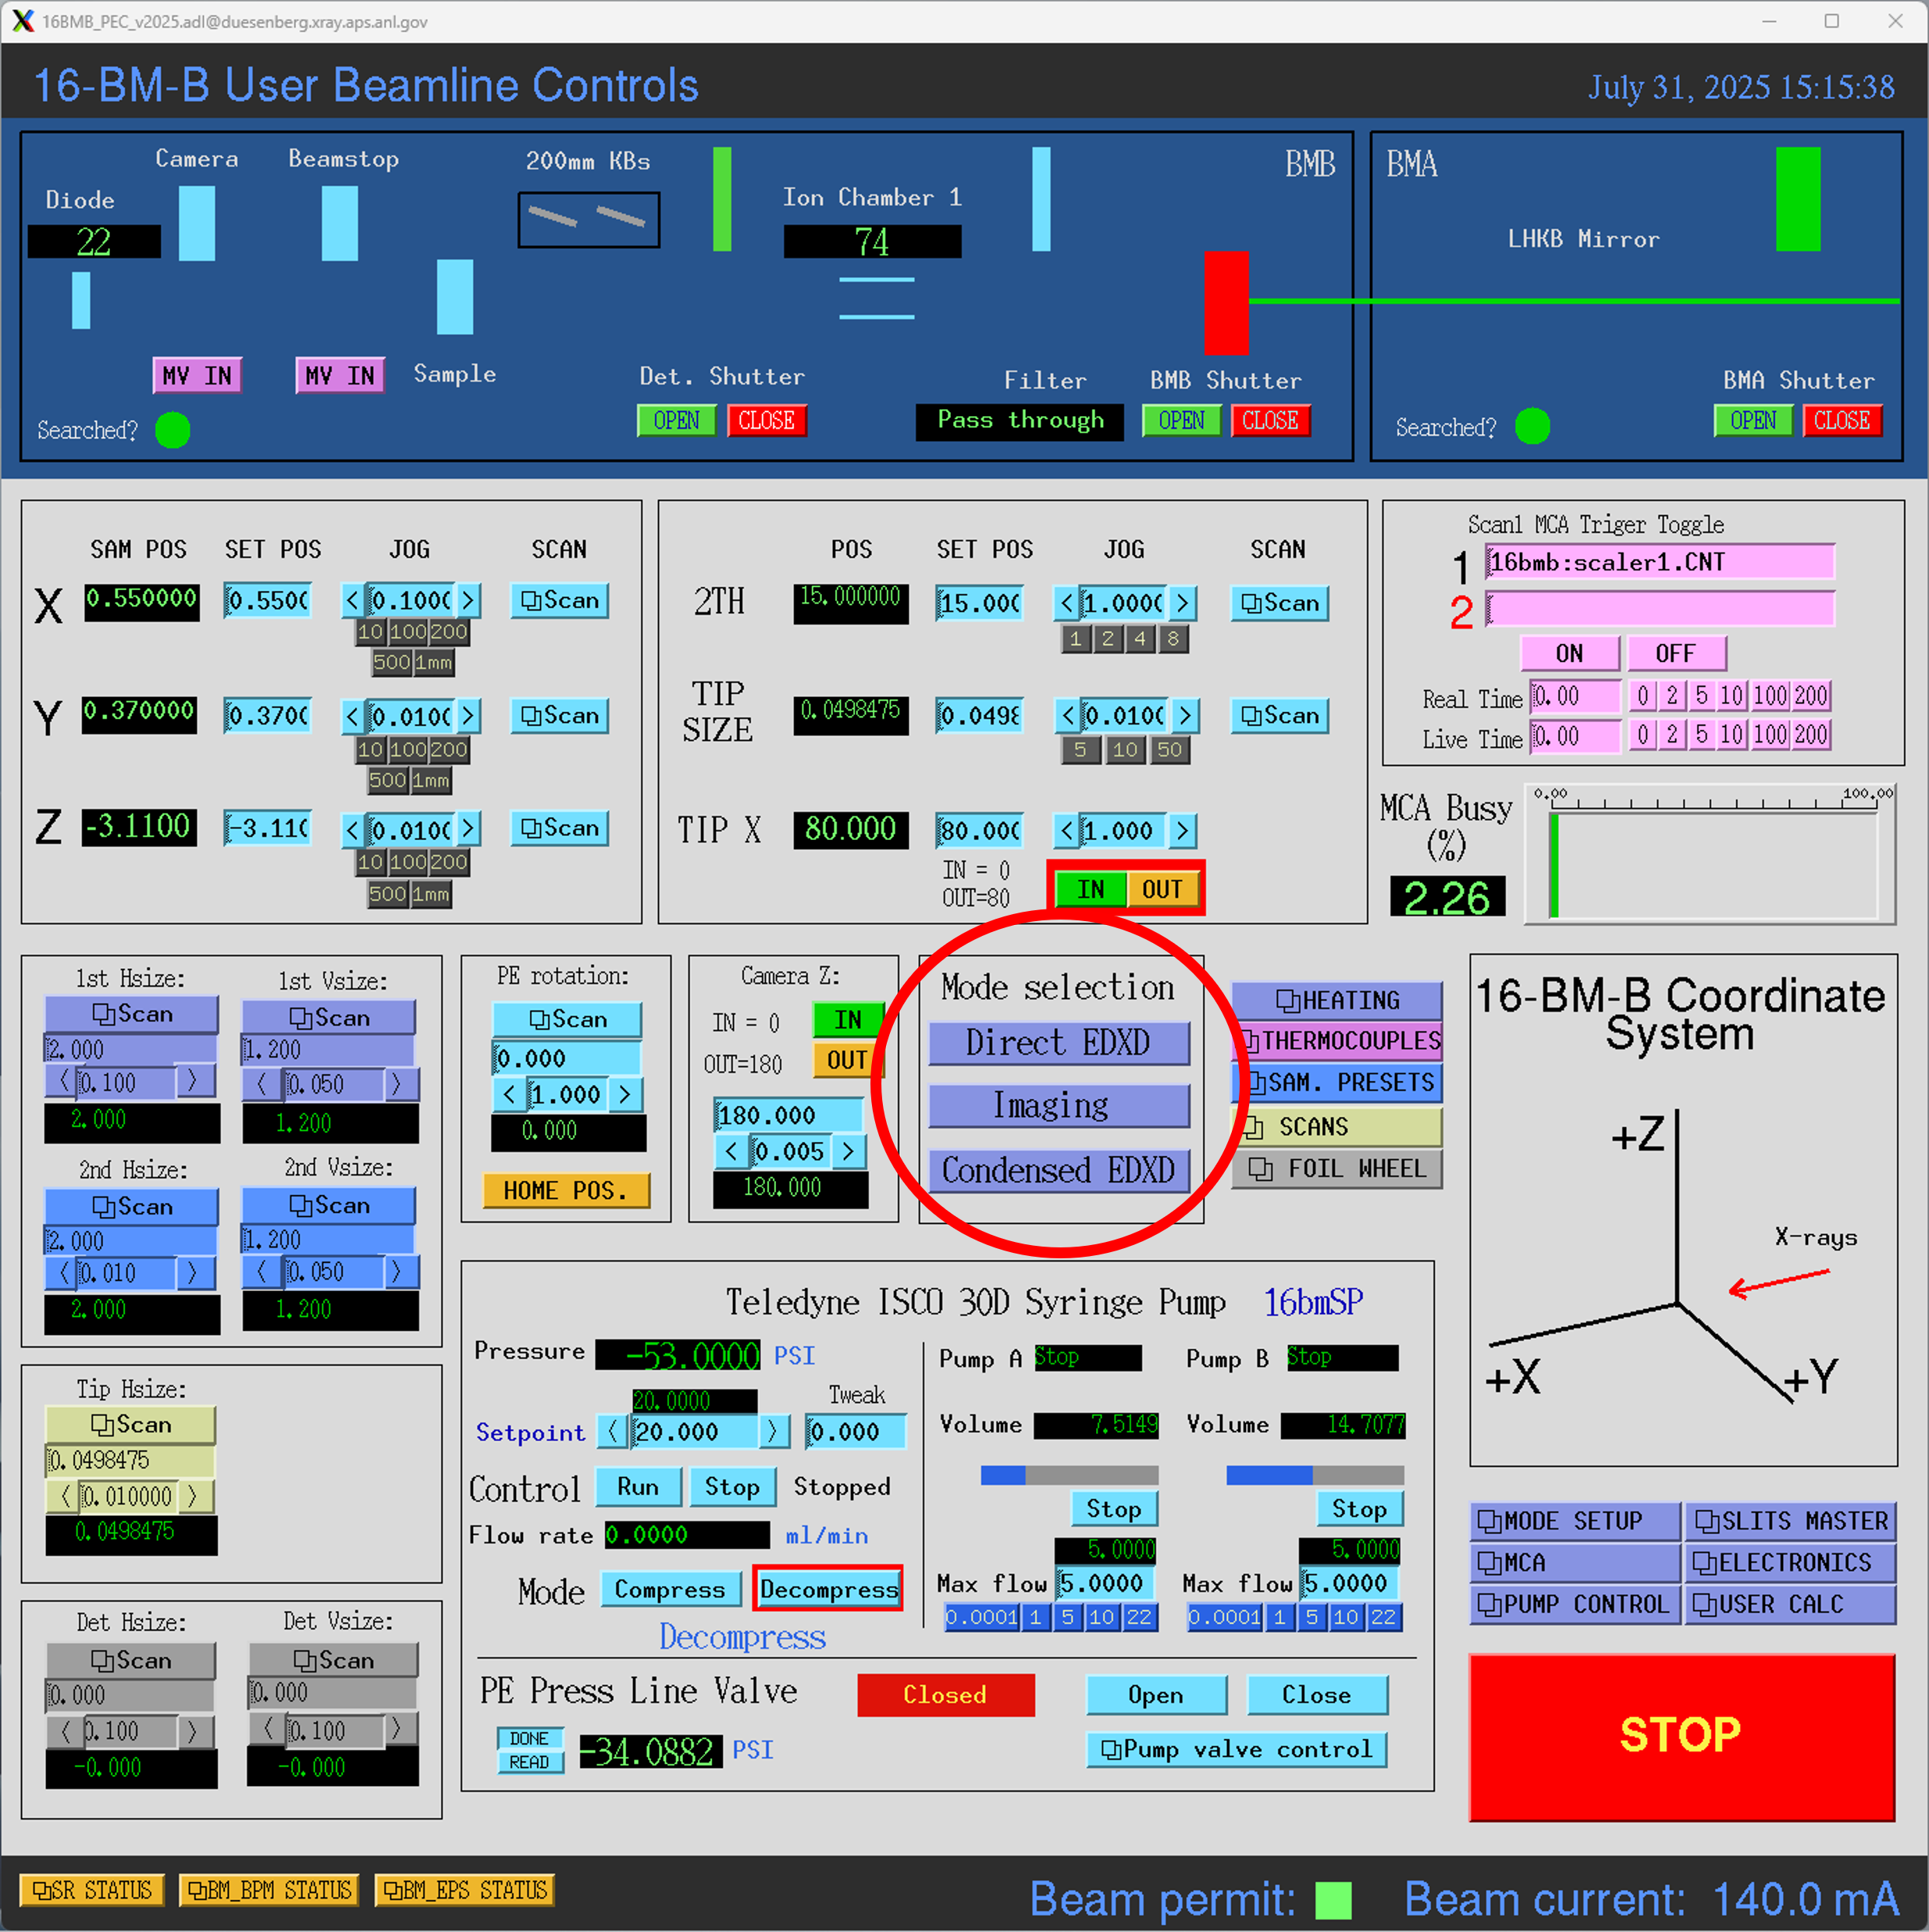 16BMB_PEC_v2025.adl@duesenberg.xray.aps.anl.gov
16-BM-B User Beamline Controls
July 31, 2025 15:15:38
Camera
Beamstop
200mm KBs
BMB
BMA
Diode
Ion Chamber 1
22
74
LHKB Mirror
MV IN
MV IN
Sample
Det. Shutter
Filter
BMB Shutter
BMA Shutter
Searched?
OPEN CLOSE
Pass through
OPEN CLOSE
Searched?
OPEN CLOSE
SAM POS SET POS JOG SCAN
X 0.550000 0.550( < 0.100( > Scan
10 100 200
500 1mm
Y 0.370000 0.370( < 0.010( > Scan
10 100 200
500 1mm
Z -3.1100 -3.11( < 0.010( > Scan
10 100 200
500 1mm
POS SET POS JOG SCAN
2TH 15.000000 15.00( < 1.000( > Scan
1 2 4 8
TIP
SIZE 0.0498475 0.0498 < 0.010( > Scan
5 10 50
TIP X 80.000 80.00( < 1.000 >
IN = 0
OUT=80
IN OUT
Scan1 MCA Triger Toggle
1 16bmb:scaler1.CNT
2
ON OFF
Real Time 0.00 0 2 5 10 100 200
Live Time 0.00 0 2 5 10 100 200
MCA Busy
(%)
2.26
0.00 100.00
1st Hsize: 1st Vsize:
Scan Scan
2.000 1.200
< 0.100 > < 0.050 >
2.000 1.200
2nd Hsize: 2nd Vsize:
Scan Scan
2.000 1.200
< 0.010 > < 0.050 >
2.000 1.200
PE rotation:
Scan
0.000
< 1.000 >
0.000
HOME POS.
Camera Z:
IN = 0 IN
OUT=180 OUT
180.000
< 0.005 >
180.000
Mode selection
Direct EDXD
Imaging
Condensed EDXD
HEATING
THERMOCOUPLES
SAM. PRESETS
SCANS
FOIL WHEEL
16-BM-B Coordinate
System
+Z
X-rays
+X
+Y
Tip Hsize:
Scan
0.0498475
< 0.010000 >
0.0498475
Det Hsize: Det Vsize:
Scan Scan
0.000 0.000
< 0.100 > < 0.100 >
-0.000 -0.000
Teledyne ISCO 30D Syringe Pump 16bmSP
Pressure -53.0000 PSI
20.0000 Tweak
Setpoint < 20.000 > 0.000
Control Run Stop Stopped
Flow rate 0.0000 ml/min
Mode Compress Decompress
Decompress
Pump A Stop Pump B Stop
Volume 7.5149 Volume 14.7077
Stop Stop
5.0000 5.0000
Max flow 5.0000 Max flow 5.0000
0.0001 1 5 10 22 0.0001 1 5 10 22
PE Press Line Valve Closed Open Close
DONE
READ
-34.0882 PSI
Pump valve control
MODE SETUP SLITS MASTER
MCA ELECTRONICS
PUMP CONTROL USER CALC
STOP
SR STATUS BM_BPM STATUS BM_EPS STATUS
Beam permit: Beam current: 140.0 mA